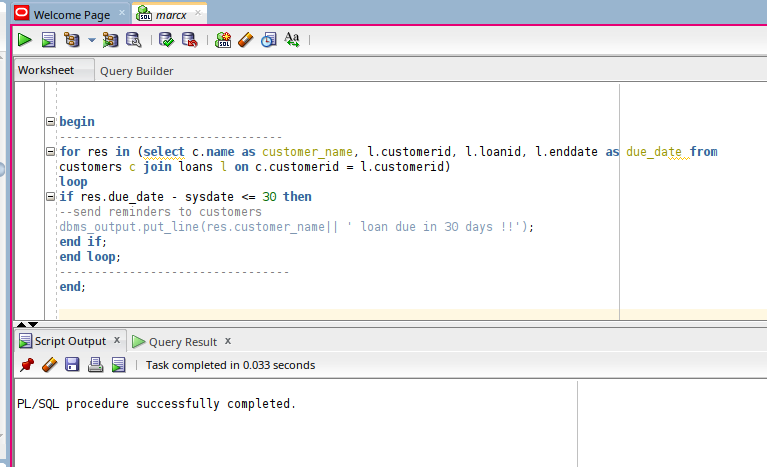 Welcome Page
marcx
Worksheet
Query Builder
begin
-------------------------------
for res in (select c.name as customer_name, l.customerid, l.loanid, l.enddate as due_date from
customers c join loans l on c.customerid = l.customerid)
loop
if res.due_date - sysdate <= 30 then
--send reminders to customers
dbms_output.put_line(res.customer_name|| ' loan due in 30 days !!');
end if;
end loop;
--------------------------------
end;
Script Output
Query Result
Task completed in 0.033 seconds
PL/SQL procedure successfully completed.